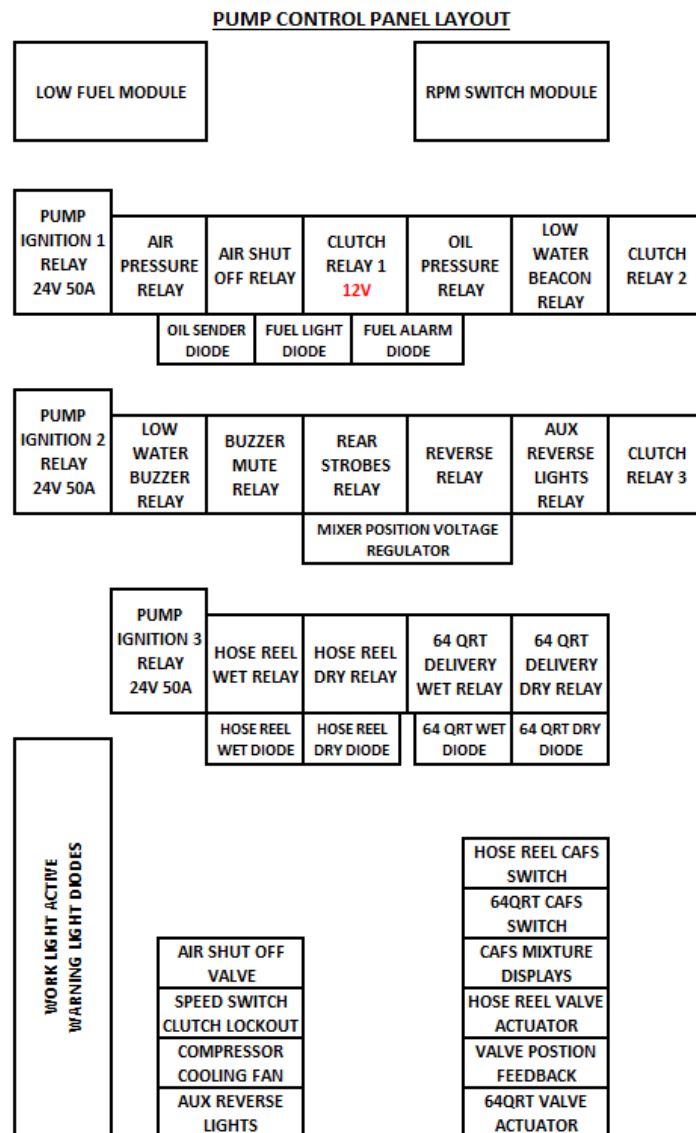 PUMP CONTROL PANEL LAYOUT
LOW FUEL MODULE
RPM SWITCH MODULE
PUMP
IGNITION 1
RELAY
24V 50A
AIR
PRESSURE
RELAY
AIR SHUT
OFF RELAY
CLUTCH
RELAY 1
12V
OIL
PRESSURE
RELAY
LOW
WATER
BEACON
RELAY
CLUTCH
RELAY 2
OIL SENDER
DIODE
FUEL LIGHT
DIODE
FUEL ALARM
DIODE
PUMP
IGNITION 2
RELAY
24V 50A
LOW
WATER
BUZZER
RELAY
BUZZER
MUTE
RELAY
REAR
STROBES
RELAY
REVERSE
RELAY
AUX
REVERSE
LIGHTS
RELAY
CLUTCH
RELAY 3
MIXER POSITION VOLTAGE
REGULATOR
PUMP
IGNITION 3
RELAY
24V 50A
HOSE REEL
WET RELAY
HOSE REEL
DRY RELAY
64 QRT
DELIVERY
WET RELAY
64 QRT
DELIVERY
DRY RELAY
HOSE REEL
WET DIODE
HOSE REEL
DRY DIODE
64 QRT WET
DIODE
64 QRT DRY
DIODE
WORK LIGHT ACTIVE
WARNING LIGHT DIODES
AIR SHUT OFF
VALVE
SPEED SWITCH
CLUTCH LOCKOUT
COMPRESSOR
COOLING FAN
AUX REVERSE
LIGHTS
HOSE REEL CAFS
SWITCH
64QRT CAFS
SWITCH
CAFS MIXTURE
DISPLAYS
HOSE REEL VALVE
ACTUATOR
VALVE POSTION
FEEDBACK
64QRT VALVE
ACTUATOR